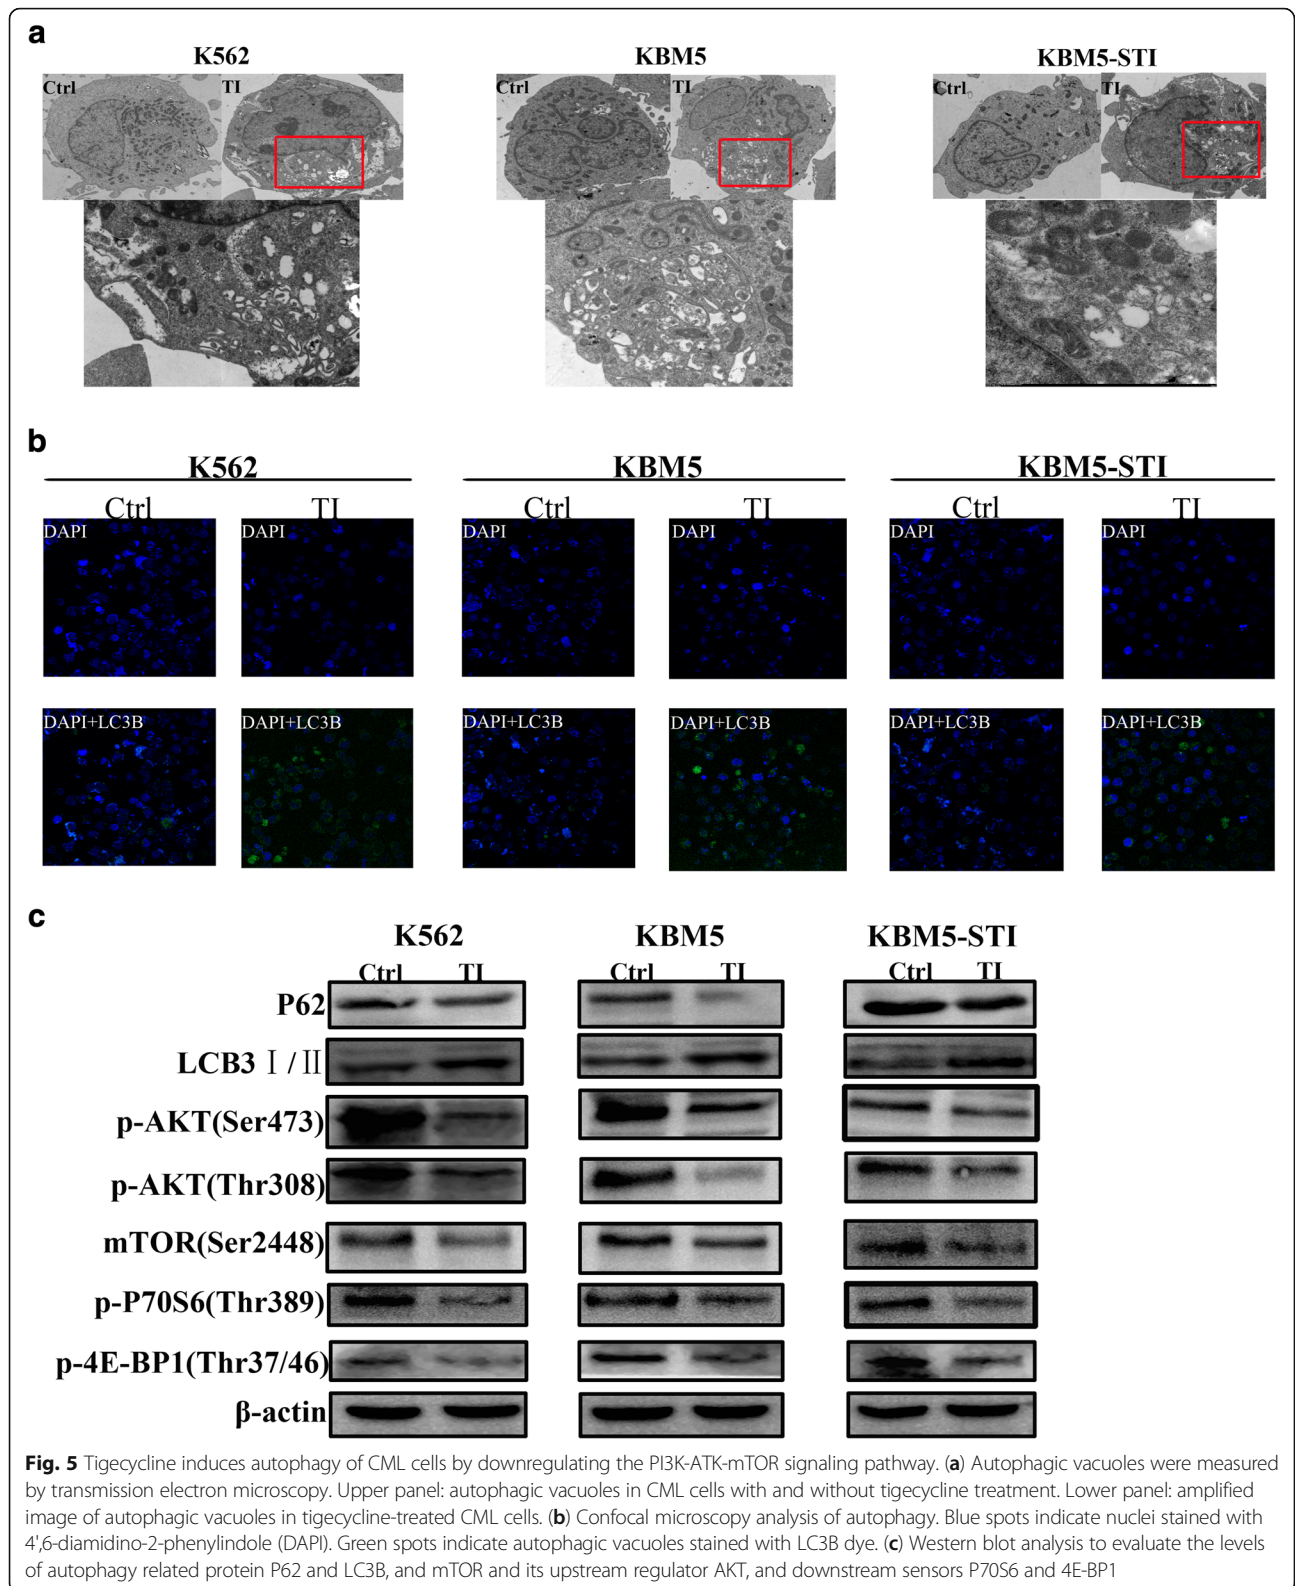 a
K562 KBM5 KBM5-STI
Ctrl TI Ctrl TI Ctrl TI
b
K562 KBM5 KBM5-STI
Ctrl TI Ctrl TI Ctrl TI
DAPI DAPI DAPI DAPI DAPI DAPI
DAPI+LC3B DAPI+LC3B DAPI+LC3B DAPI+LC3B DAPI+LC3B DAPI+LC3B
c
K562 KBM5 KBM5-STI
Ctrl TI Ctrl TI Ctrl TI
P62
LCB3 Ⅰ/Ⅱ
p-AKT(Ser473)
p-AKT(Thr308)
mTOR(Ser2448)
p-P70S6(Thr389)
p-4E-BP1(Thr37/46)
β-actin
Fig. 5 Tigecycline induces autophagy of CML cells by downregulating the PI3K-ATK-mTOR signaling pathway. (a) Autophagic vacuoles were measured
by transmission electron microscopy. Upper panel: autophagic vacuoles in CML cells with and without tigecycline treatment. Lower panel: amplified
image of autophagic vacuoles in tigecycline-treated CML cells. (b) Confocal microscopy analysis of autophagy. Blue spots indicate nuclei stained with
4',6-diamidino-2-phenylindole (DAPI). Green spots indicate autophagic vacuoles stained with LC3B dye. (c) Western blot analysis to evaluate the levels
of autophagy related protein P62 and LC3B, and mTOR and its upstream regulator AKT, and downstream sensors P70S6 and 4E-BP1